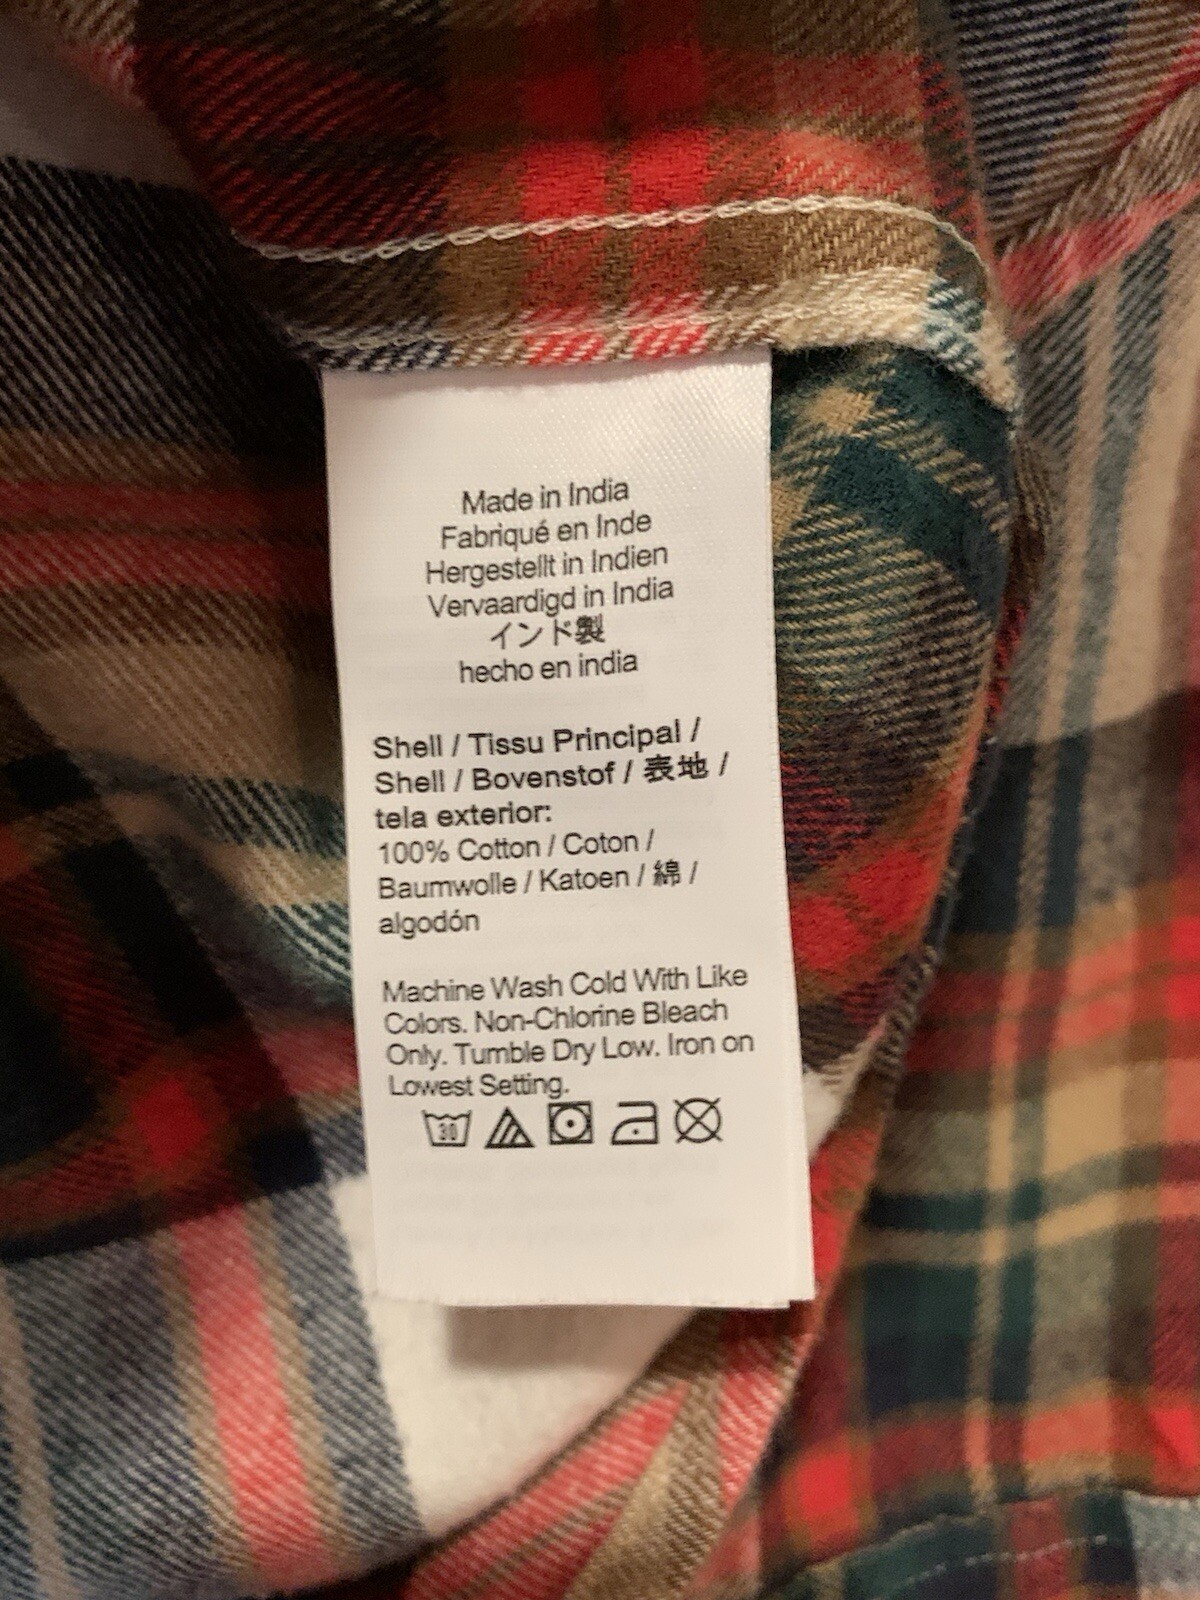 Made in India
Fabriqué en Inde
Hergestellt in Indien
Vervaardigd in India
インド製
hecho en india
Shell / Tissu Principal /
Shell / Bovenstof / 表地 /
tela exterior:
100% Cotton / Coton /
Baumwolle / Katoen / 綿 /
algodón
Machine Wash Cold With Like
Colors. Non-Chlorine Bleach
Only. Tumble Dry Low. Iron on
Lowest Setting.
30